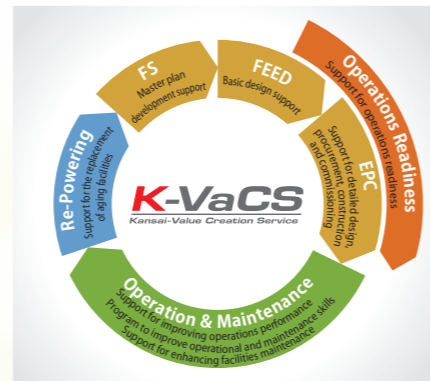 FS
Master plan
development support
FEED
Basic design support
Operations Readiness
Support for operations readiness
EPC
Support for detailed design,
procurement, construction
and commissioning
Operation & Maintenance
Support for improving operations performance
Program to improve operational and maintenance skills
Support for enhancing facilities maintenance
Re-Powering
Support for the replacement
of aging facilities
K-VaCS
Kansai-Value Creation Service